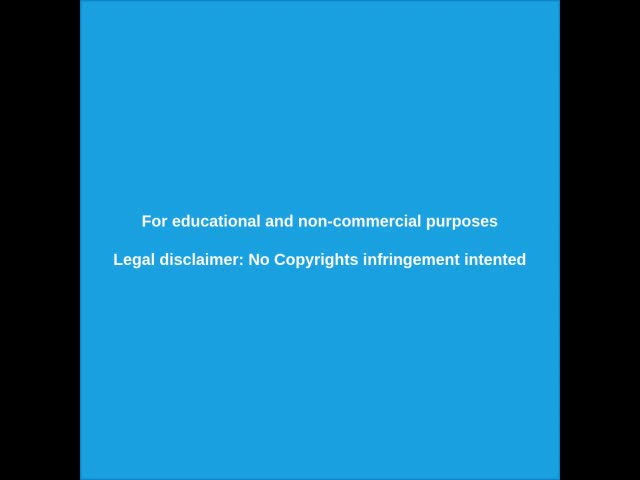 For educational and non-commercial purposes
Legal disclaimer: No Copyrights infringement intented